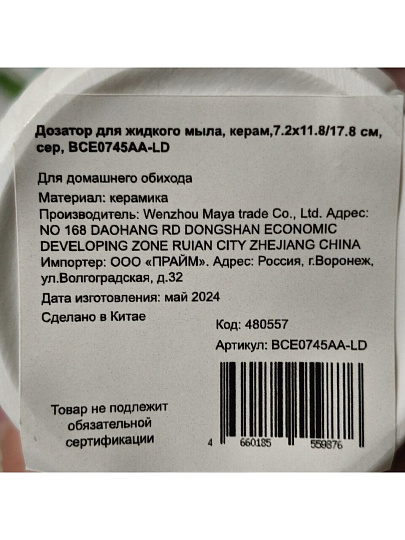 Дозатор для жидкого мыла, керам,7.2х11.8/17.8 см,
сер, BCE0745AA-LD
Для домашнего обихода
Материал: керамика
Производитель: Wenzhou Maya trade Co., Ltd. Адрес:
NO 168 DAOHANG RD DONGSHAN ECONOMIC
DEVELOPING ZONE RUIAN CITY ZHEJIANG CHINA
Импортер: ООО «ПРАЙМ». Адрес: Россия, г.Воронеж,
ул.Волгоградская, д.32
Дата изготовления: май 2024
Сделано в Китае
Код: 480557
Артикул: BCE0745AA-LD
Товар не подлежит
обязательной
сертификации
4 660185 559876